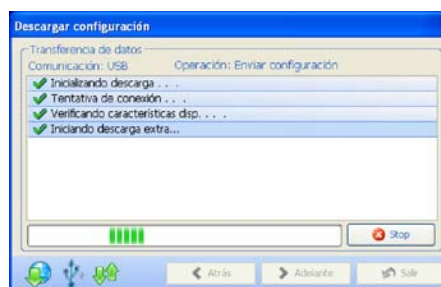 Descargar configuración
Transferencia de datos
Comunicación: USB Operación: Enviar configuración
Inicializando descarga . . .
Tentativa de conexión . . .
Verificando características disp. . . .
Iniciando descarga extra...
Stop
Atrás Adelante Salir